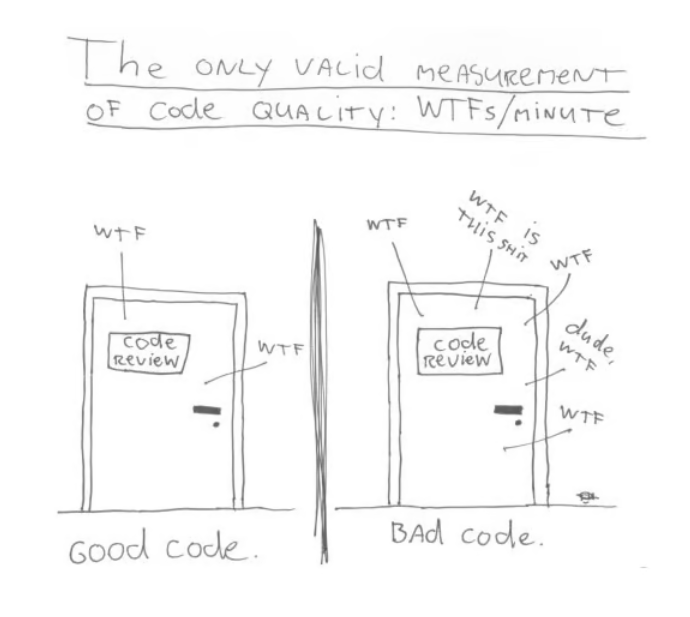 The ONLY VALID MEASUREMENT
OF Code QUALITY: WTFs/MINUTE
WTF
code
REVIEW
WTF
GOOD code.
WTF
WTF is
THIS SHIT
WTF
code
REVIEW
dude,
WTF
WTF
BAd code.